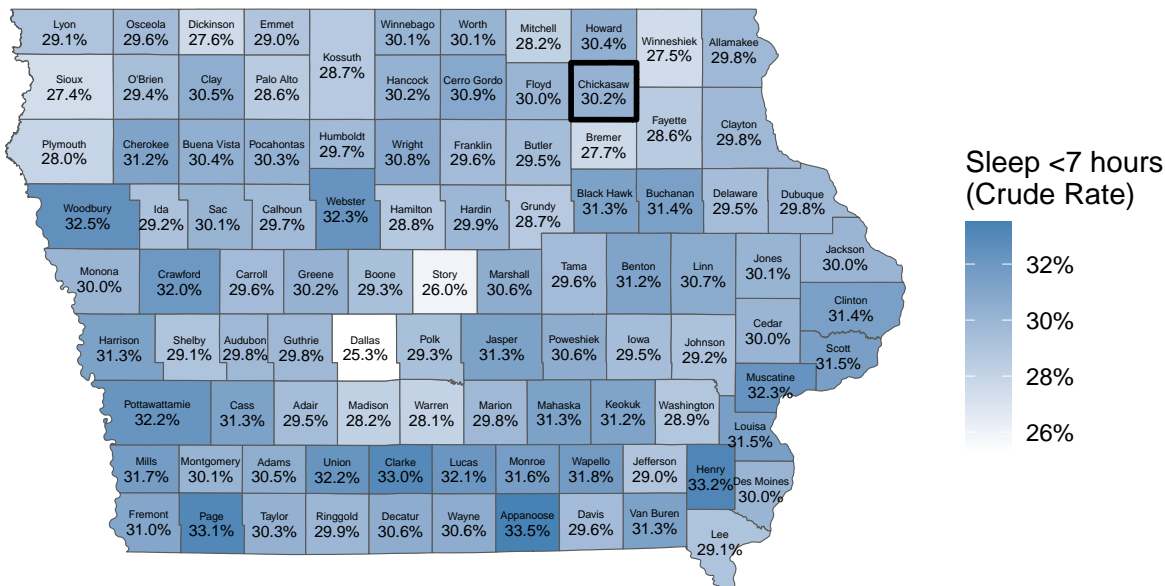 Lyon
29.1%
Osceola
29.6%
Dickinson
27.6%
Emmet
29.0%
Kossuth
28.7%
Winnebago
30.1%
Worth
30.1%
Mitchell
28.2%
Howard
30.4%
Winneshiek
27.5%
Allamakee
29.8%
Sioux
27.4%
O'Brien
29.4%
Clay
30.5%
Palo Alto
28.6%
Hancock
30.2%
Cerro Gordo
30.9%
Floyd
30.0%
Chickasaw
30.2%
Fayette
28.6%
Clayton
29.8%
Plymouth
28.0%
Cherokee
31.2%
Buena Vista
30.4%
Pocahontas
30.3%
Humboldt
29.7%
Wright
30.8%
Franklin
29.6%
Butler
29.5%
Bremer
27.7%
Woodbury
32.5%
Ida
29.2%
Sac
30.1%
Calhoun
29.7%
Webster
32.3%
Hamilton
28.8%
Hardin
29.9%
Grundy
28.7%
Black Hawk
31.3%
Buchanan
31.4%
Delaware
29.5%
Dubuque
29.8%
Monona
30.0%
Crawford
32.0%
Carroll
29.6%
Greene
30.2%
Boone
29.3%
Story
26.0%
Marshall
30.6%
Tama
29.6%
Benton
31.2%
Linn
30.7%
Jones
30.1%
Jackson
30.0%
Clinton
31.4%
Harrison
31.3%
Shelby
29.1%
Audubon
29.8%
Guthrie
29.8%
Dallas
25.3%
Polk
29.3%
Jasper
31.3%
Poweshiek
30.6%
Iowa
29.5%
Johnson
29.2%
Cedar
30.0%
Scott
31.5%
Muscatine
32.3%
Pottawattamie
32.2%
Cass
31.3%
Adair
29.5%
Madison
28.2%
Warren
28.1%
Marion
29.8%
Mahaska
31.3%
Keokuk
31.2%
Washington
28.9%
Louisa
31.5%
Mills
31.7%
Montgomery
30.1%
Adams
30.5%
Union
32.2%
Clarke
33.0%
Lucas
32.1%
Monroe
31.6%
Wapello
31.8%
Jefferson
29.0%
Henry
33.2%
Des Moines
30.0%
Fremont
31.0%
Page
33.1%
Taylor
30.3%
Ringgold
29.9%
Decatur
30.6%
Wayne
30.6%
Appanoose
33.5%
Davis
29.6%
Van Buren
31.3%
Lee
29.1%
Sleep <7 hours
(Crude Rate)
32%
30%
28%
26%